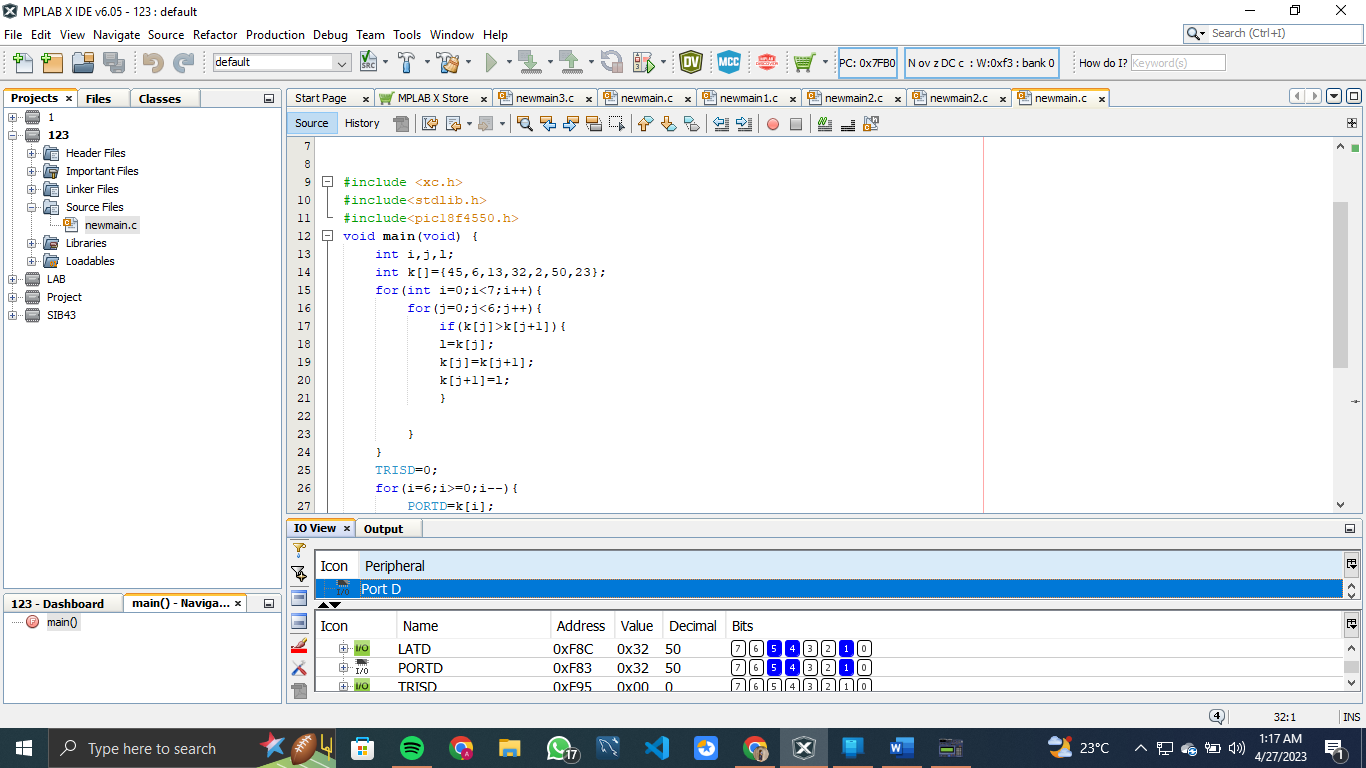 MPLAB X IDE v6.05 - 123 : default
File Edit View Navigate Source Refactor Production Debug Team Tools Window Help
Search (Ctrl+I)
default
PC: 0x7FB0
N ov z DC c : W:0xf3 : bank 0
How do I? Keyword(s)
Projects Files Classes
Start Page MPLAB X Store newmain3.c newmain.c newmain1.c newmain2.c newmain2.c newmain.c
Source History
1
123
Header Files
Important Files
Linker Files
Source Files
newmain.c
Libraries
Loadables
LAB
Project
SIB43
7
8
9 #include <xc.h>
10 #include<stdlib.h>
11 #include<pic18f4550.h>
12 void main(void) {
13 int i,j,l;
14 int k[]={45,6,13,32,2,50,23};
15 for(int i=0;i<7;i++){
16 for(j=0;j<6;j++){
17 if(k[j]>k[j+1]){
18 l=k[j];
19 k[j]=k[j+1];
20 k[j+1]=l;
21 }
22
23 }
24 }
25 TRISD=0;
26 for(i=6;i>=0;i--){
27 PORTD=k[i];
IO View Output
Icon Peripheral
Port D
Icon Name Address Value Decimal Bits
LATD 0xF8C 0x32 50 7 6 5 4 3 2 1 0
PORTD 0xF83 0x32 50 7 6 5 4 3 2 1 0
TRISD 0xF95 0x00 0 7 6 5 4 3 2 1 0
123 - Dashboard main() - Naviga...
main()
4 32:1 INS
Type here to search
17
23°C
1:17 AM
4/27/2023
1